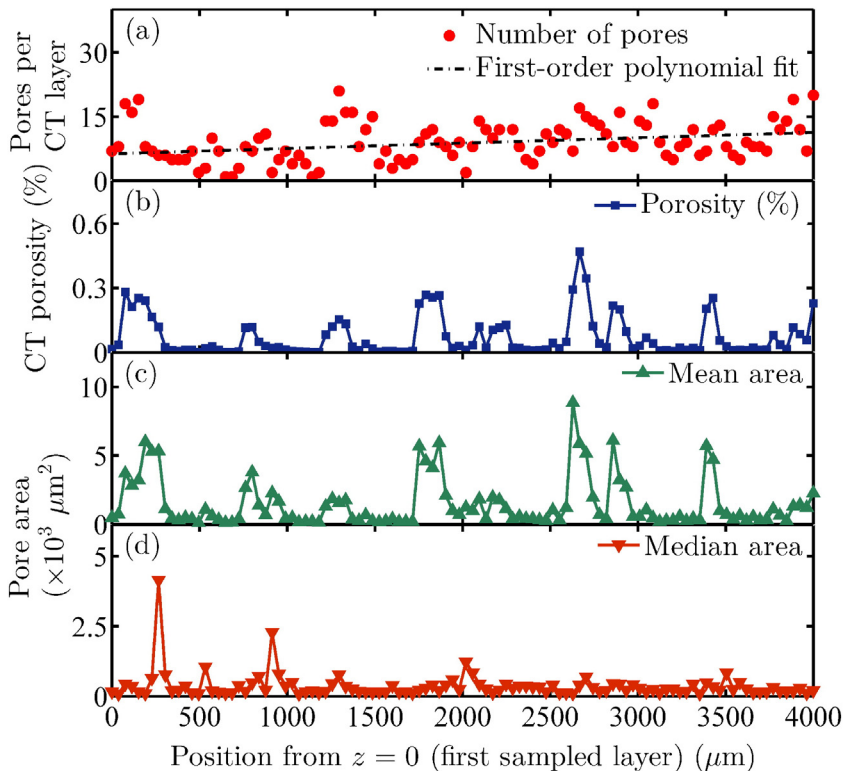 (a)
Number of pores
First-order polynomial fit
Pores per
CT layer
30
15
0
(b)
Porosity (%)
CT porosity (%)
0.6
0.3
0
(c)
Mean area
10
5
0
(d)
Median area
Pore area
(×10³ μm²)
5
2.5
0
0 500 1000 1500 2000 2500 3000 3500 4000
Position from z = 0 (first sampled layer) (μm)